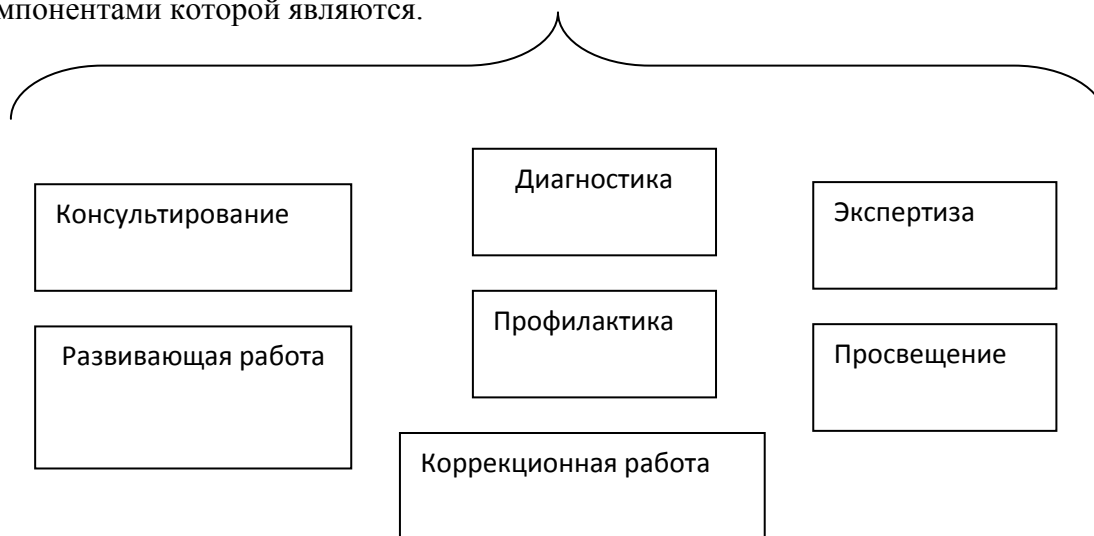 мпонентами которой являются.
Диагностика
Консультирование
Экспертиза
Профилактика
Развивающая работа
Просвещение
Коррекционная работа